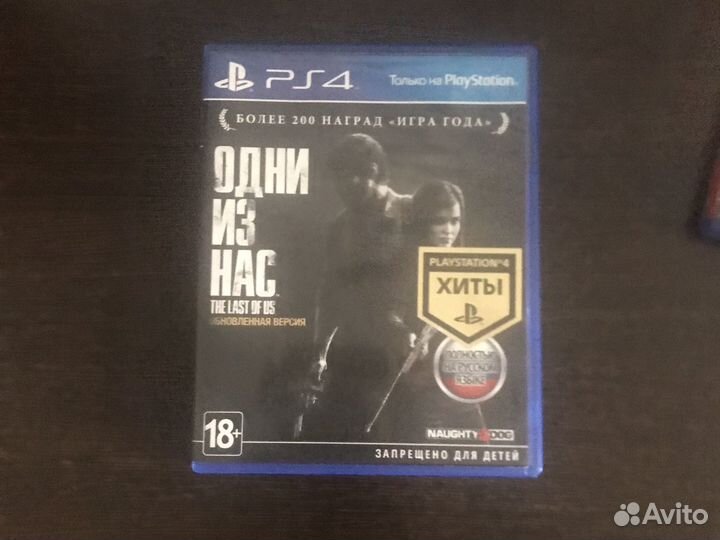 PS4
Только на PlayStation
БОЛЕЕ 200 НАГРАД «ИГРА ГОДА»
ОДНИ
ИЗ
НАС
THE LAST OF US
ОБНОВЛЕННАЯ ВЕРСИЯ
PLAYSTATION®4
ХИТЫ
ПОЛНОСТЬЮ
НА РУССКОМ
ЯЗЫКЕ
18+
NAUGHTY DOG
ЗАПРЕЩЕНО ДЛЯ ДЕТЕЙ
Avito